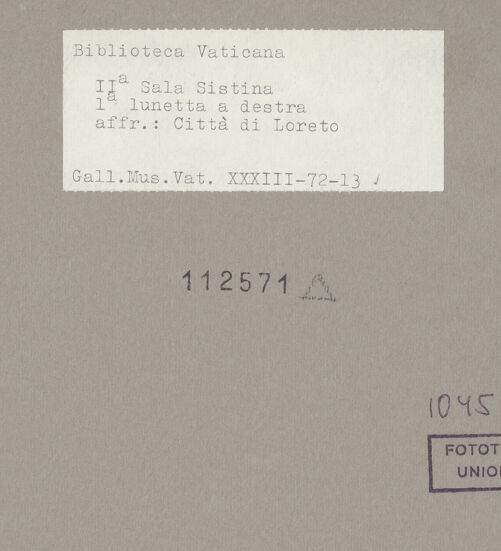 Biblioteca Vaticana
IIª Sala Sistina
1ª lunetta a destra
affr.: Città di Loreto
Gall.Mus.Vat. XXXIII-72-13
112571
1045
FOTOT
UNIO